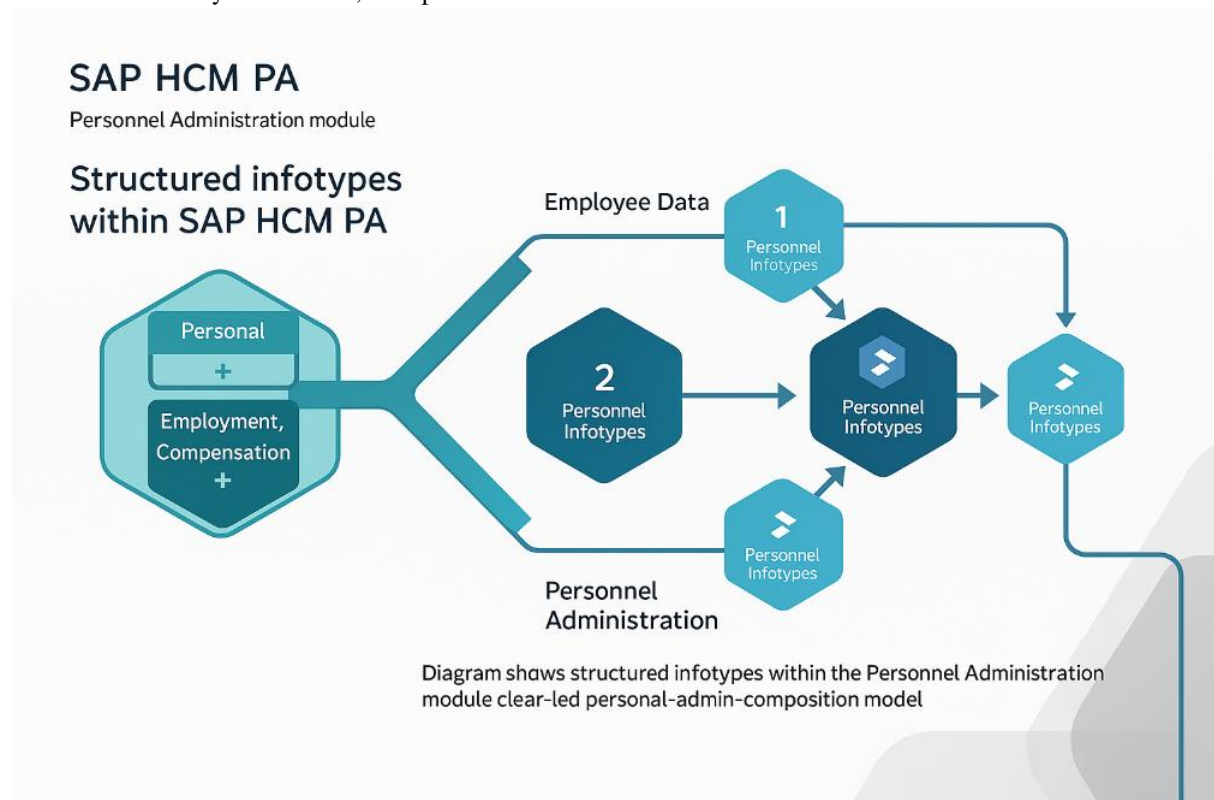 SAP HCM PA
Personnel Administration module
Structured infotypes
within SAP HCM PA
Personal
+
Employment,
Compensation
+
Employee Data
1
Personnel
Infotypes
2
Personnel
Infotypes
Personnel
Infotypes
Personnel
Infotypes
Personnel
Infotypes
Personnel
Administration
Diagram shaws structured infotypes within the Personnel Administration
module clear-led personal-admin-composition model